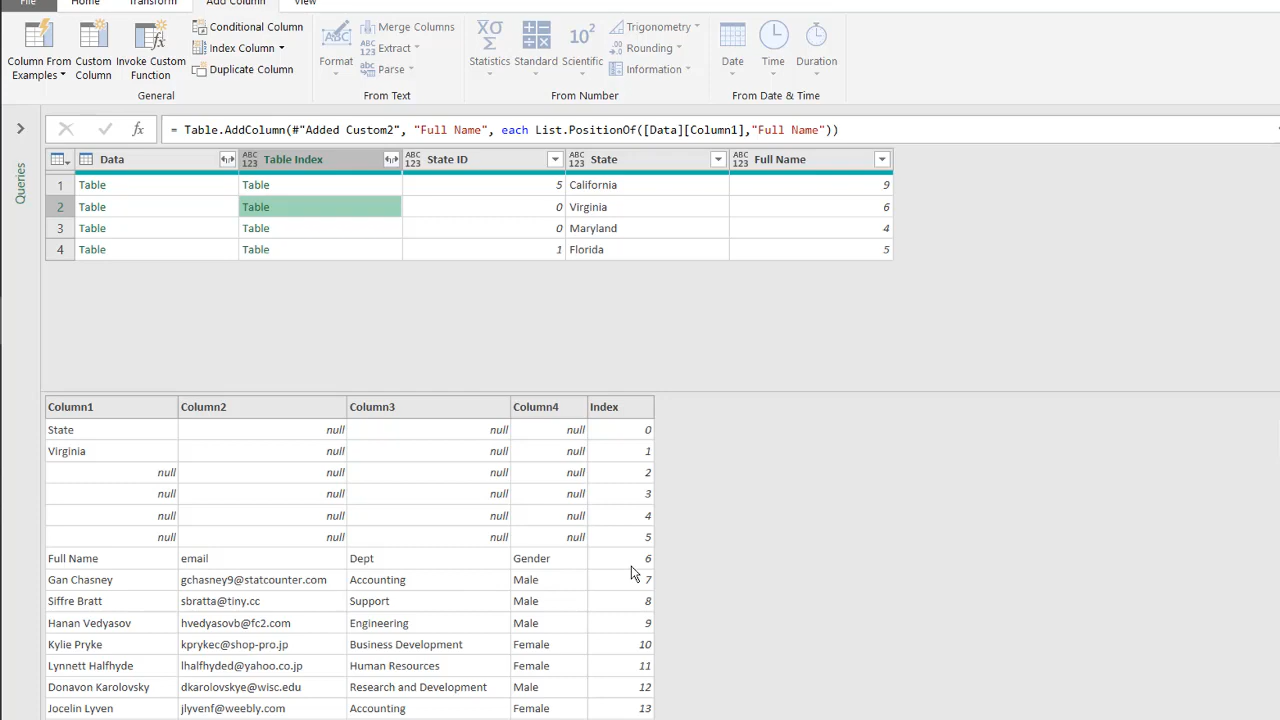 File Home Transform Add Column View
Column From Examples
Custom Column
Invoke Custom Function
Conditional Column
Index Column
Duplicate Column
General
Format
Merge Columns
Extract
Parse
From Text
Statistics
Standard
Scientific
Trigonometry
Rounding
Information
From Number
Date
Time
Duration
From Date & Time
Queries
= Table.AddColumn(#"Added Custom2", "Full Name", each List.PositionOf([Data][Column1],"Full Name"))
Data Table Index State ID State Full Name
1 Table Table 5 California 9
2 Table Table 0 Virginia 6
3 Table Table 0 Maryland 4
4 Table Table 1 Florida 5
Column1 Column2 Column3 Column4 Index
State null null null 0
Virginia null null null 1
null null null null 2
null null null null 3
null null null null 4
null null null null 5
Full Name email Dept Gender 6
Gan Chasney gchasney9@statcounter.com Accounting Male 7
Siffre Bratt sbratta@tiny.cc Support Male 8
Hanan Vedyasov hvedyasovb@fc2.com Engineering Male 9
Kylie Pryke kprykec@shop-pro.jp Business Development Female 10
Lynnett Halfhyde lhalfhyded@yahoo.co.jp Human Resources Female 11
Donavon Karolovsky dkarolovskye@wisc.edu Research and Development Male 12
Jocelin Lyven jlyvenf@weebly.com Accounting Female 13